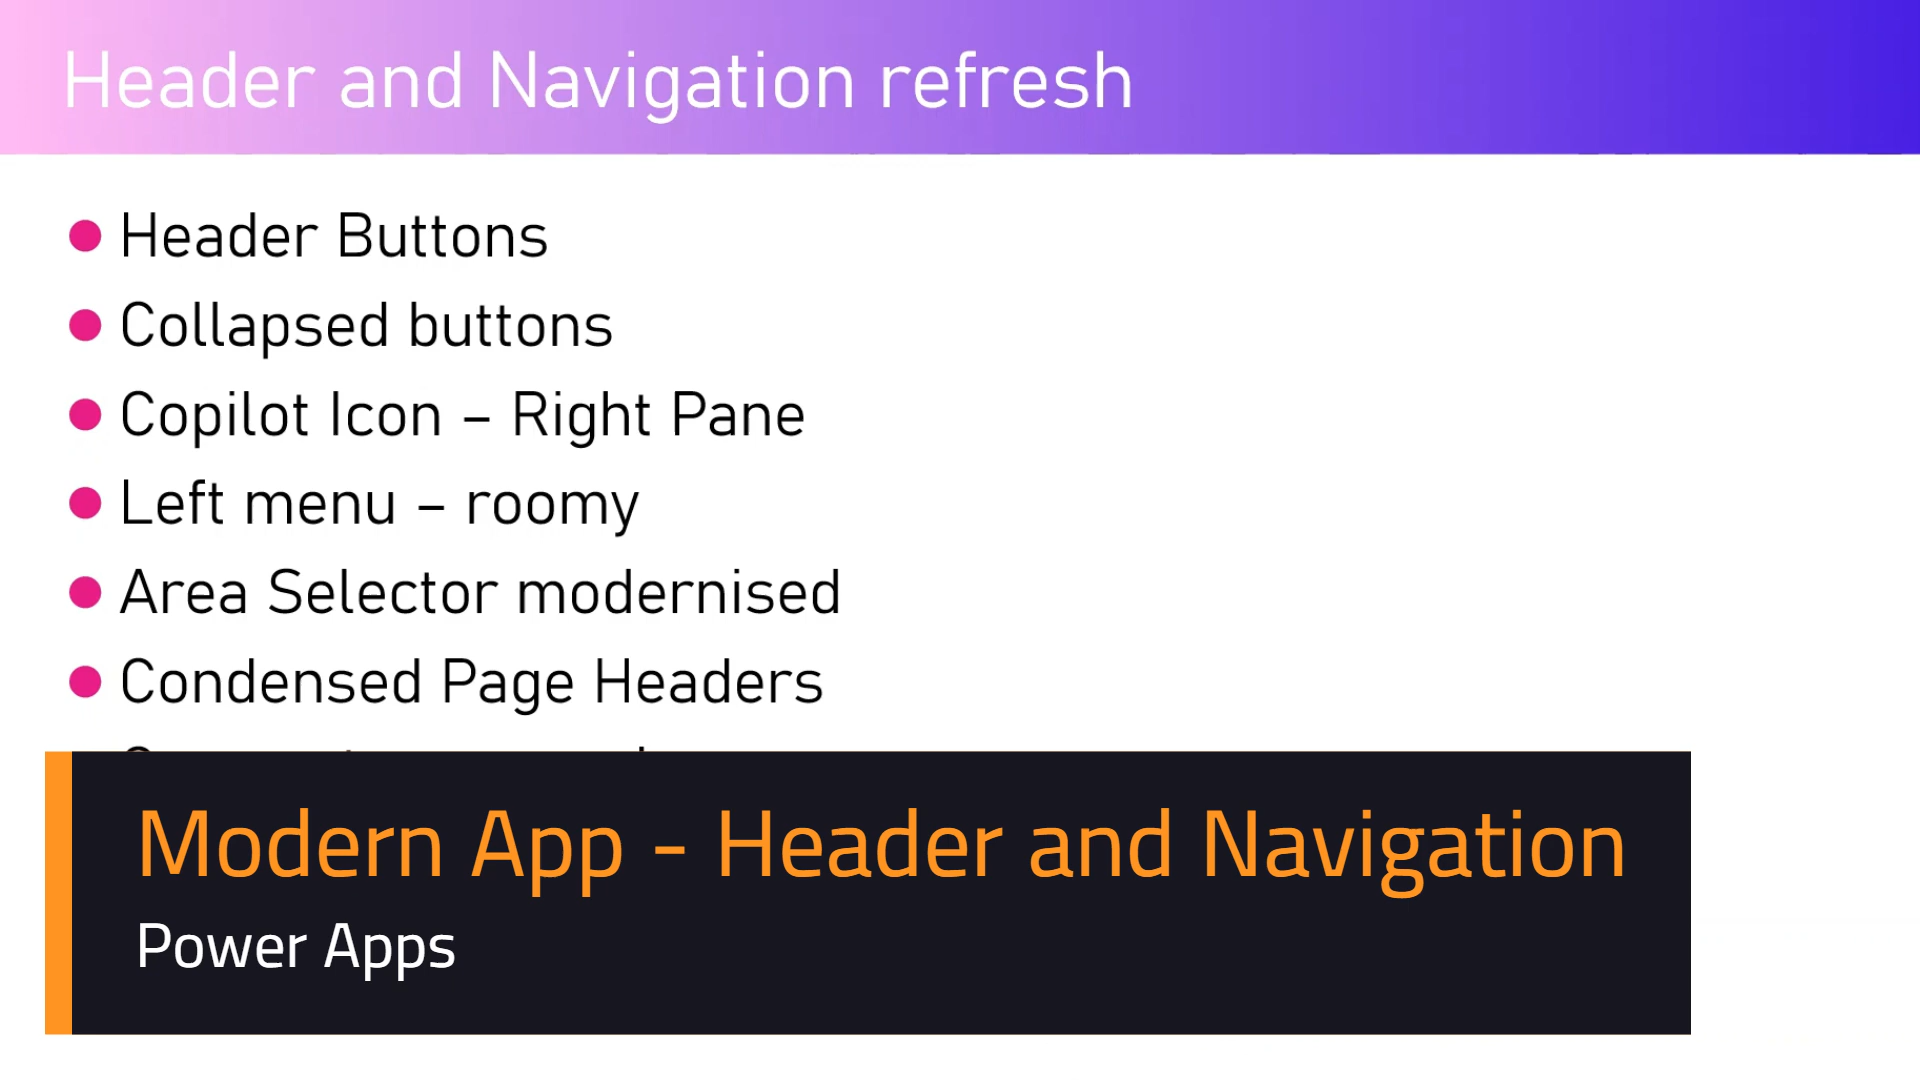 Header and Navigation refresh
Header Buttons
Collapsed buttons
Copilot Icon – Right Pane
Left menu – roomy
Area Selector modernised
Condensed Page Headers
Modern App - Header and Navigation
Power Apps